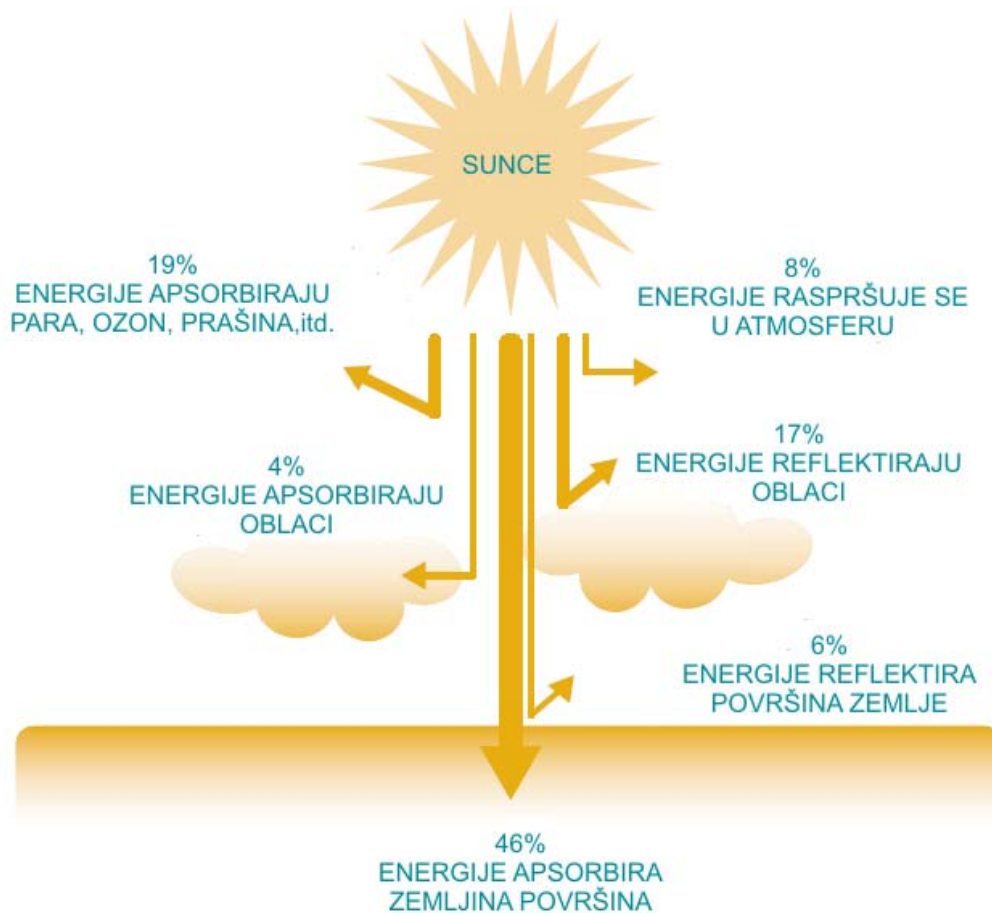 SUNCE
19%
ENERGIJE APSORBIRAJU
PARA, OZON, PRAŠINA,itd.
8%
ENERGIJE RASPRŠUJE SE
U ATMOSFERU
4%
ENERGIJE APSORBIRAJU
OBLACI
17%
ENERGIJE REFLEKTIRAJU
OBLACI
6%
ENERGIJE REFLEKTIRA
POVRŠINA ZEMLJE
46%
ENERGIJE APSORBIRA
ZEMLJINA POVRŠINA